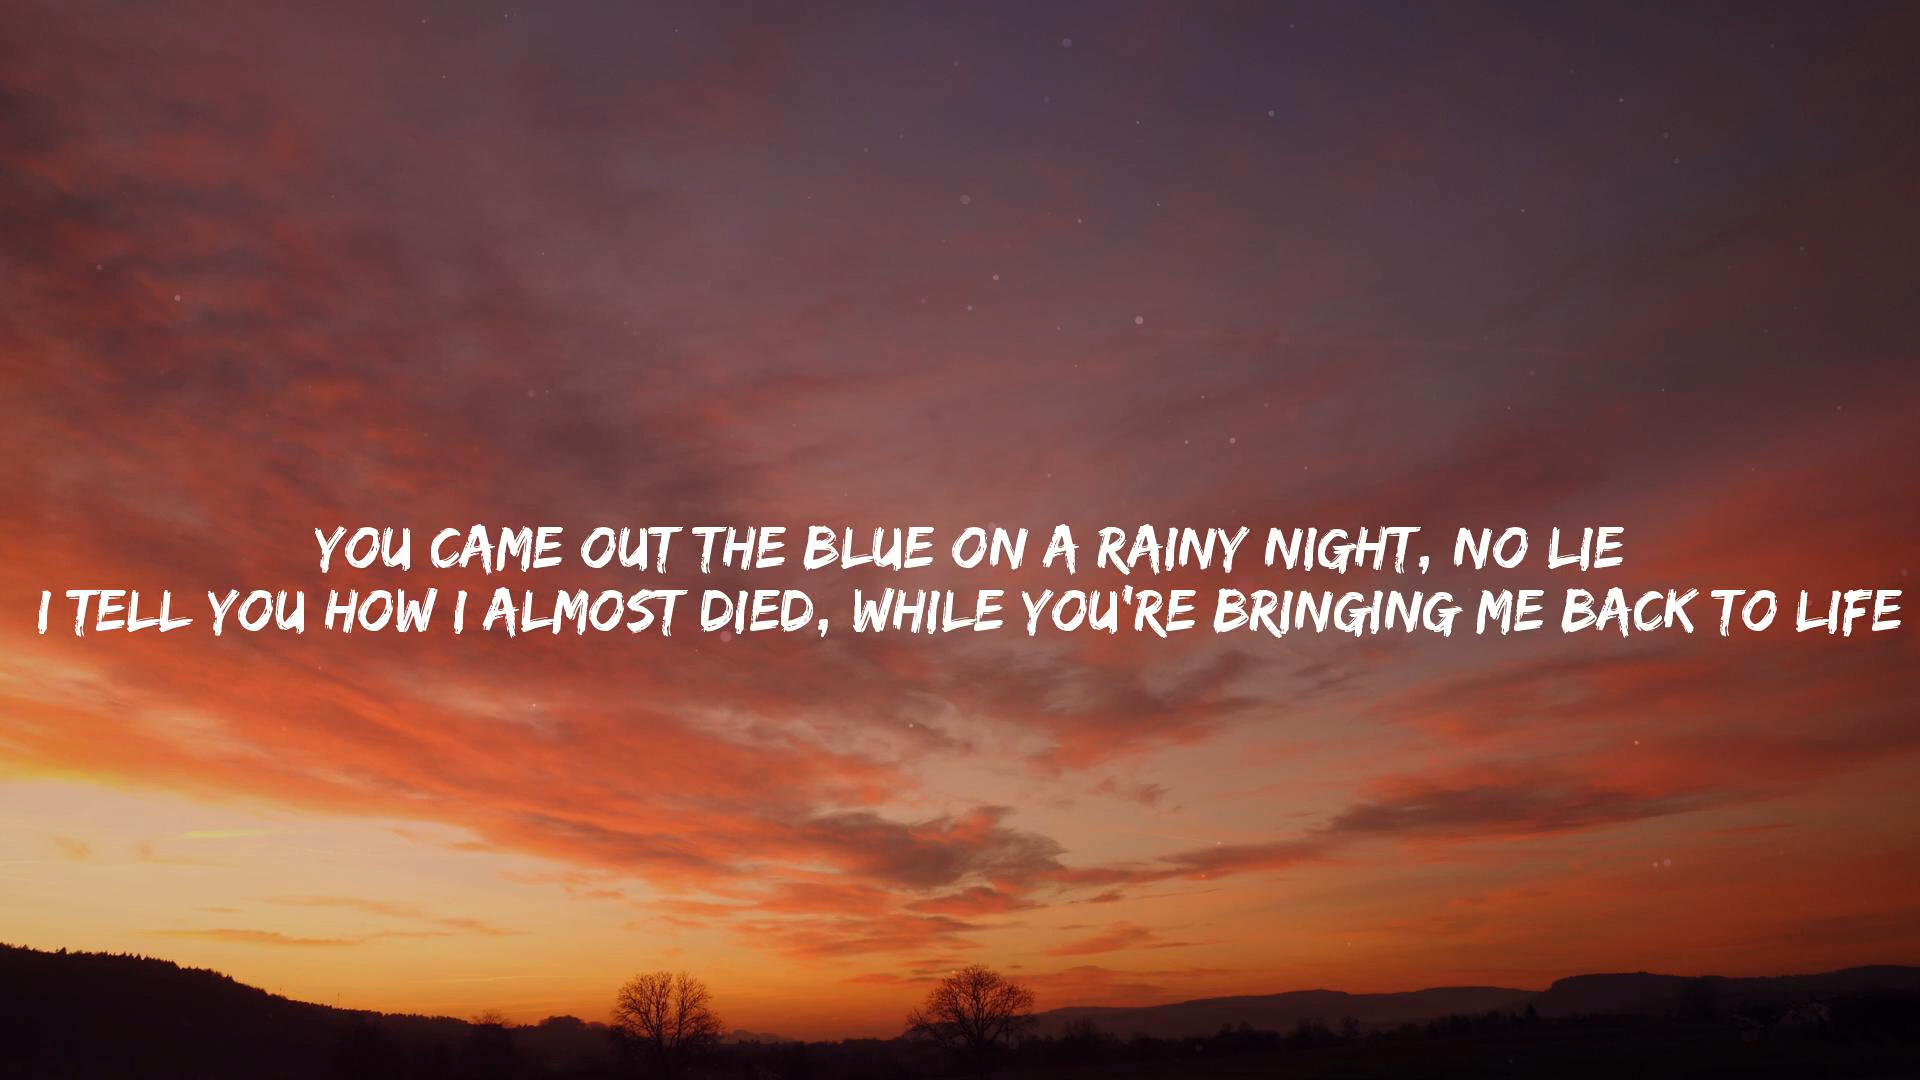 YOU CAME OUT THE BLUE ON A RAINY NIGHT, NO LIE
I TELL YOU HOW I ALMOST DIED, WHILE YOU'RE BRINGING ME BACK TO LIFE